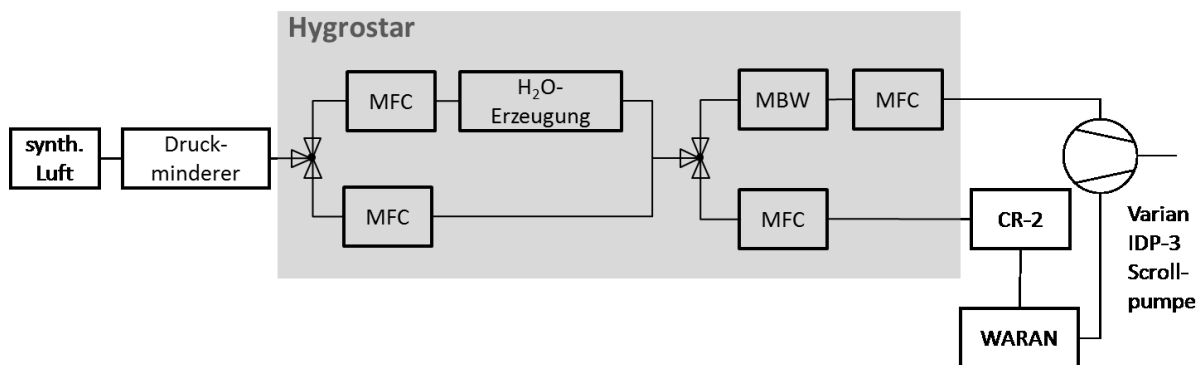 Hygrostar
MFC
H₂O-
Erzeugung
MBW
MFC
synth.
Luft
Druck-
minderer
MFC
MFC
CR-2
Varian
IDP-3
Scroll-
pumpe
WARAN